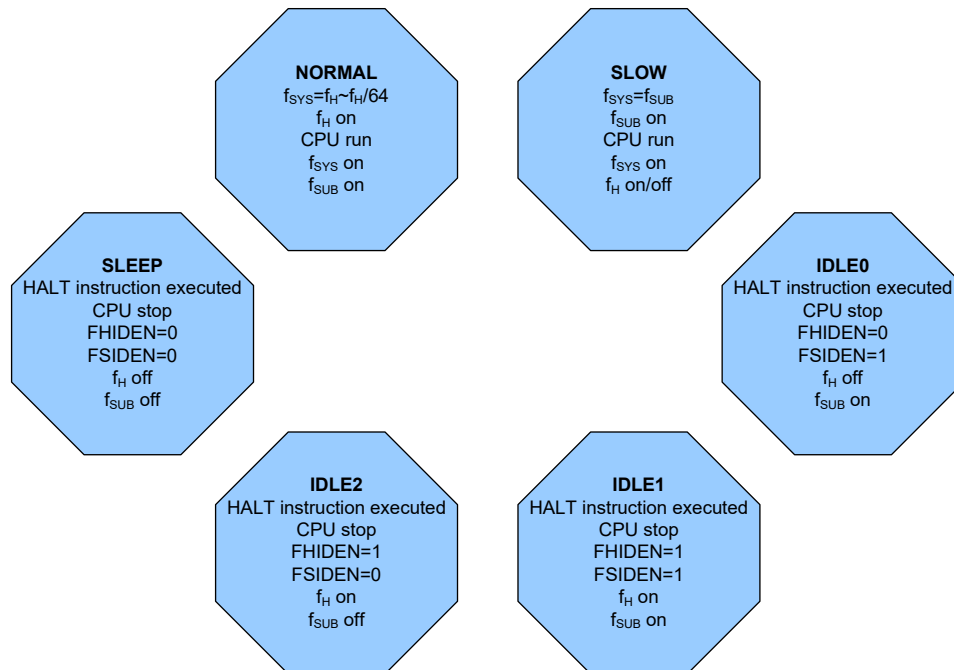 NORMAL
fSYS=fH~fH/64
fH on
CPU run
fSYS on
fSUB on
SLOW
fSYS=fSUB
fSUB on
CPU run
fSYS on
fH on/off
SLEEP
HALT instruction executed
CPU stop
FHIDEN=0
FSIDEN=0
fH off
fSUB off
IDLE0
HALT instruction executed
CPU stop
FHIDEN=0
FSIDEN=1
fH off
fSUB on
IDLE2
HALT instruction executed
CPU stop
FHIDEN=1
FSIDEN=0
fH on
fSUB off
IDLE1
HALT instruction executed
CPU stop
FHIDEN=1
FSIDEN=1
fH on
fSUB on